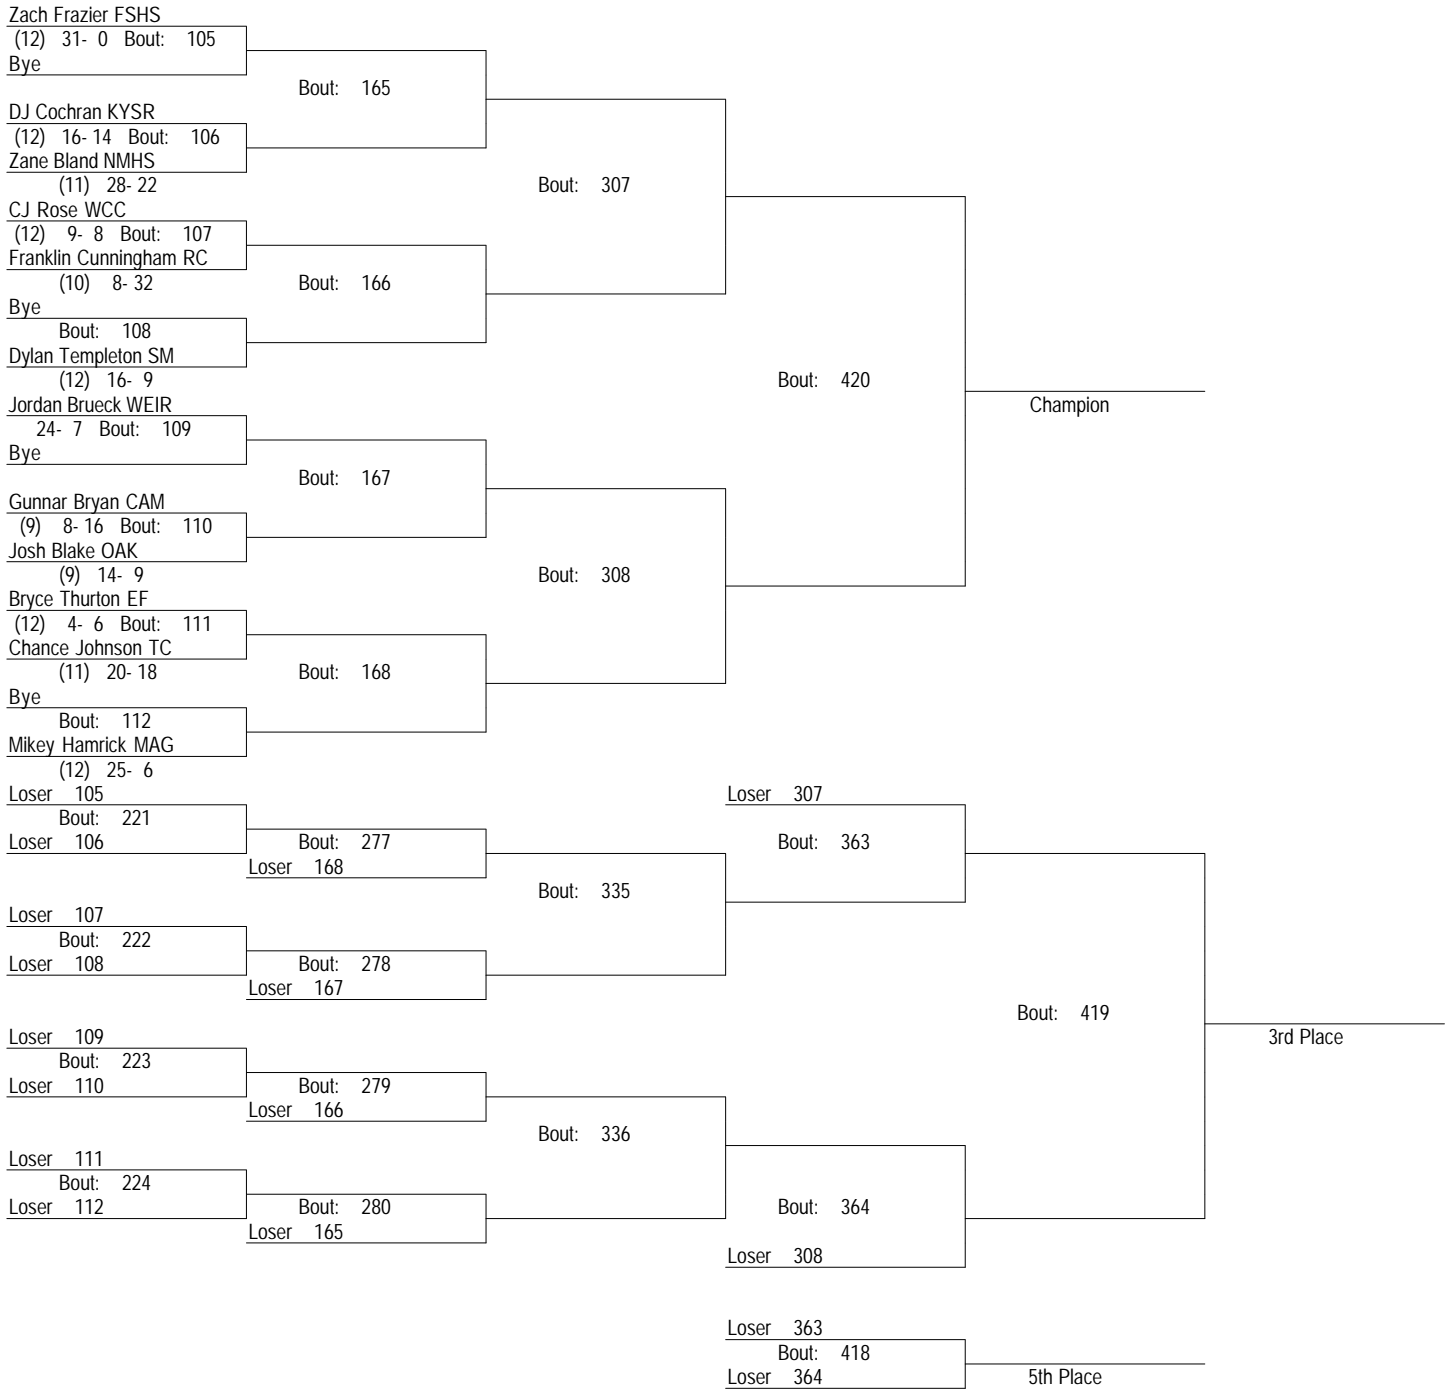 Zach Frazier FSHS
(12) 31- 0 Bout: 105
Bye
Bout: 165
DJ Cochran KYSR
(12) 16- 14 Bout: 106
Zane Bland NMHS
(11) 28- 22
Bout: 307
CJ Rose WCC
(12) 9- 8 Bout: 107
Franklin Cunningham RC
(10) 8- 32
Bout: 166
Bye
Bout: 108
Dylan Templeton SM
(12) 16- 9
Bout: 420
Champion
Jordan Brueck WEIR
24- 7 Bout: 109
Bye
Bout: 167
Gunnar Bryan CAM
(9) 8- 16 Bout: 110
Josh Blake OAK
(9) 14- 9
Bout: 308
Bryce Thurton EF
(12) 4- 6 Bout: 111
Chance Johnson TC
(11) 20- 18
Bout: 168
Bye
Bout: 112
Mikey Hamrick MAG
(12) 25- 6
Loser 105
Loser 307
Bout: 221
Loser 106
Bout: 277
Bout: 363
Loser 168
Bout: 335
Loser 107
Bout: 222
Loser 108
Bout: 278
Loser 167
Bout: 419
Loser 109
3rd Place
Bout: 223
Loser 110
Bout: 279
Loser 166
Bout: 336
Loser 111
Bout: 224
Loser 112
Bout: 280
Bout: 364
Loser 165
Loser 308
Loser 363
Bout: 418
Loser 364
5th Place